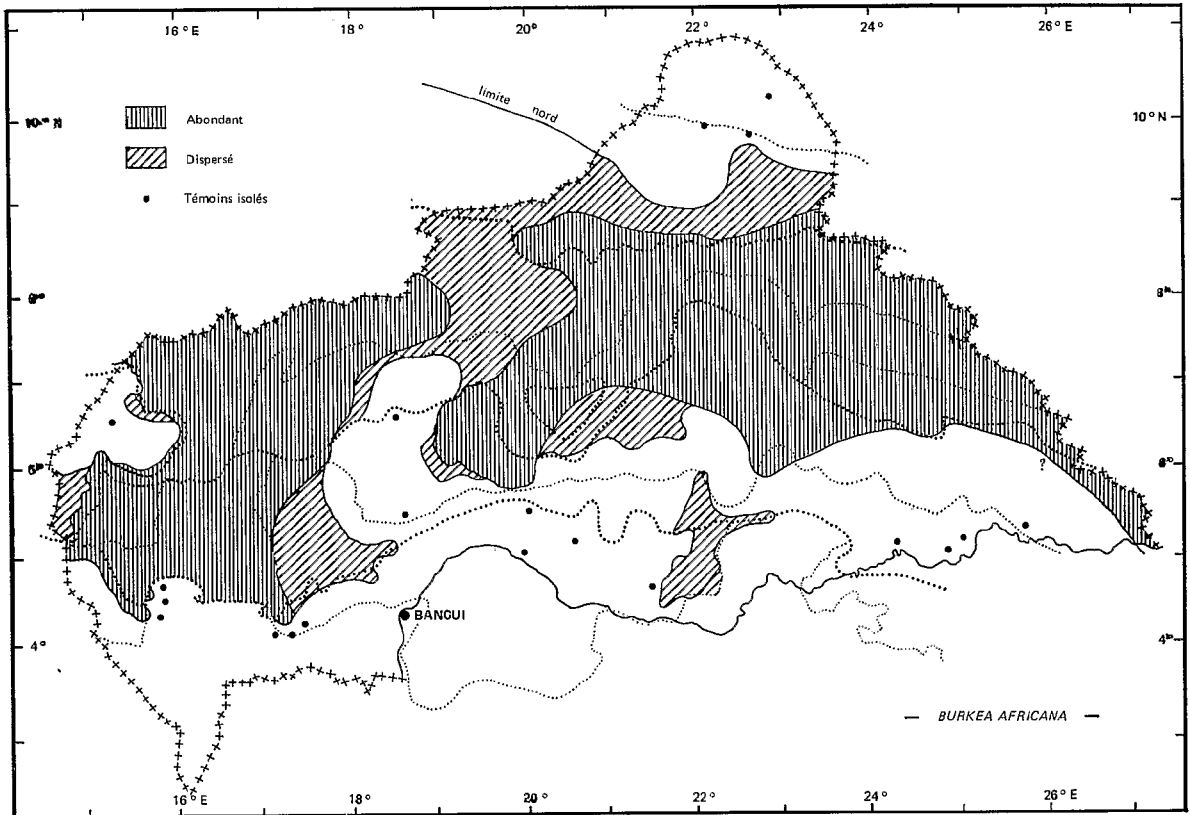 16°E 18° 20° 22° 24° 26°E
limite nord
10° N
Abondant
Dispersé
Témoins isolés
8°
6°
4°
10°N
8°
6°
4°
?
BANGUI
— BURKEA AFRICANA —
16°E 18° 20° 22° 24° 26°E